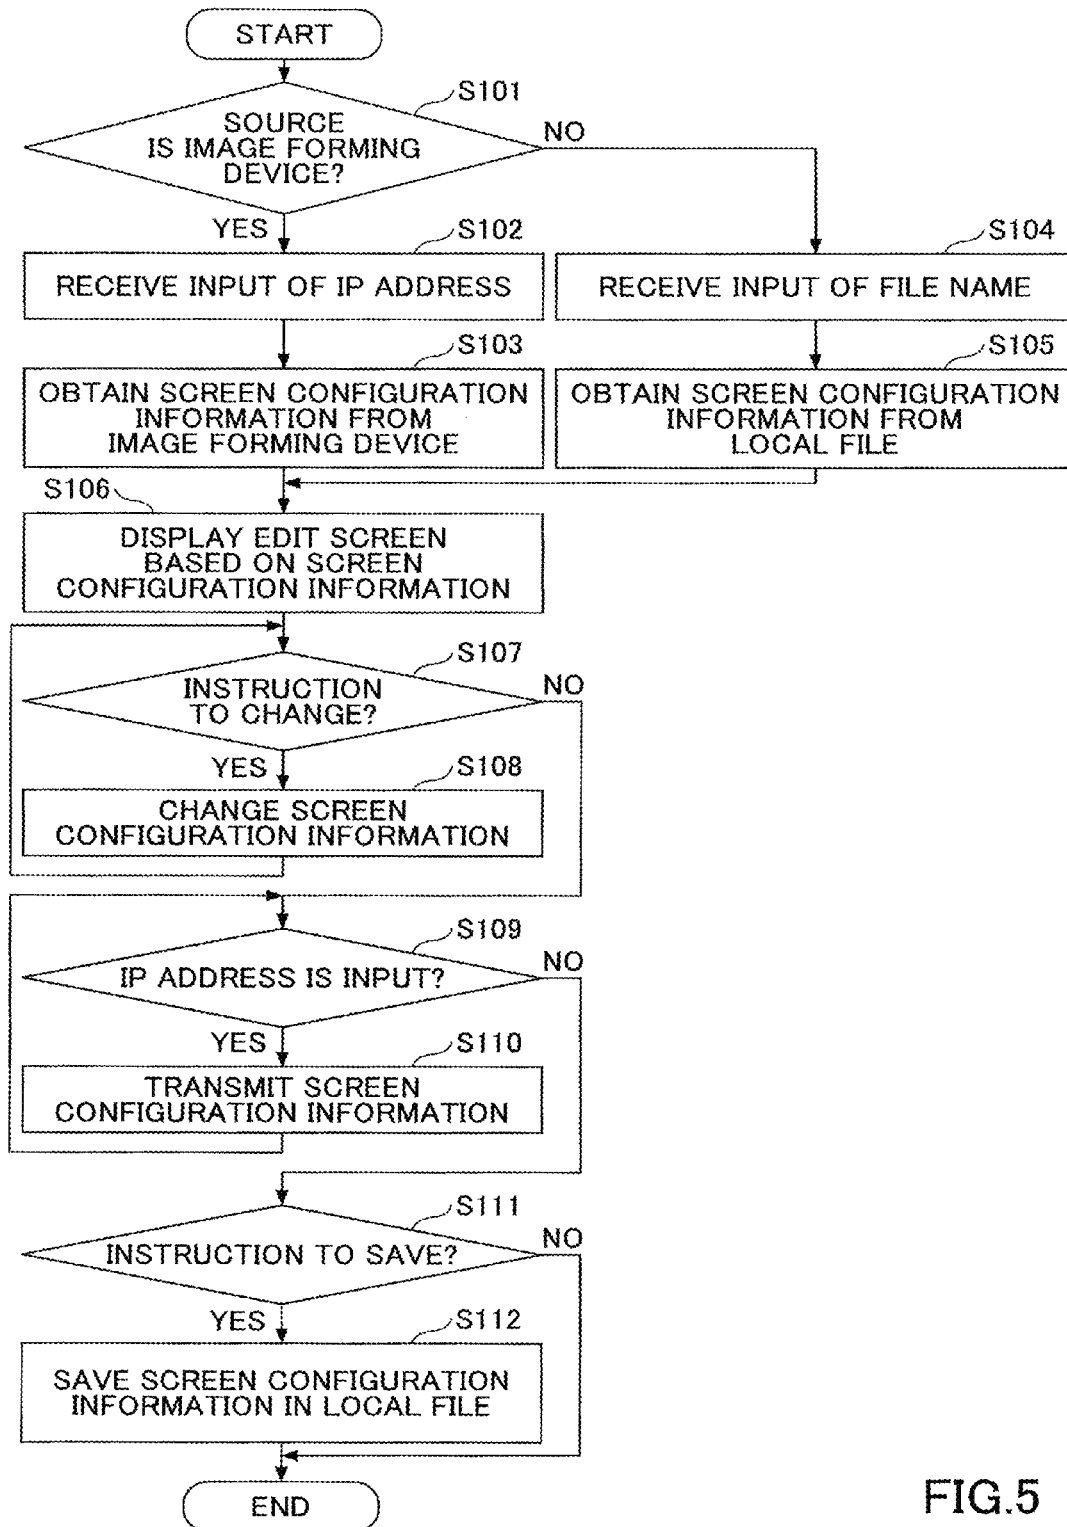 START
S101
SOURCE
IS IMAGE FORMING
DEVICE?
NO
YES
S102
RECEIVE INPUT OF IP ADDRESS
S104
RECEIVE INPUT OF FILE NAME
S103
OBTAIN SCREEN CONFIGURATION
INFORMATION FROM
IMAGE FORMING DEVICE
S105
OBTAIN SCREEN CONFIGURATION
INFORMATION FROM
LOCAL FILE
S106
DISPLAY EDIT SCREEN
BASED ON SCREEN
CONFIGURATION INFORMATION
S107
INSTRUCTION
TO CHANGE?
NO
YES
S108
CHANGE SCREEN
CONFIGURATION INFORMATION
S109
IP ADDRESS IS INPUT?
NO
YES
S110
TRANSMIT SCREEN
CONFIGURATION INFORMATION
S111
INSTRUCTION TO SAVE?
NO
YES
S112
SAVE SCREEN CONFIGURATION
INFORMATION IN LOCAL FILE
END
FIG.5